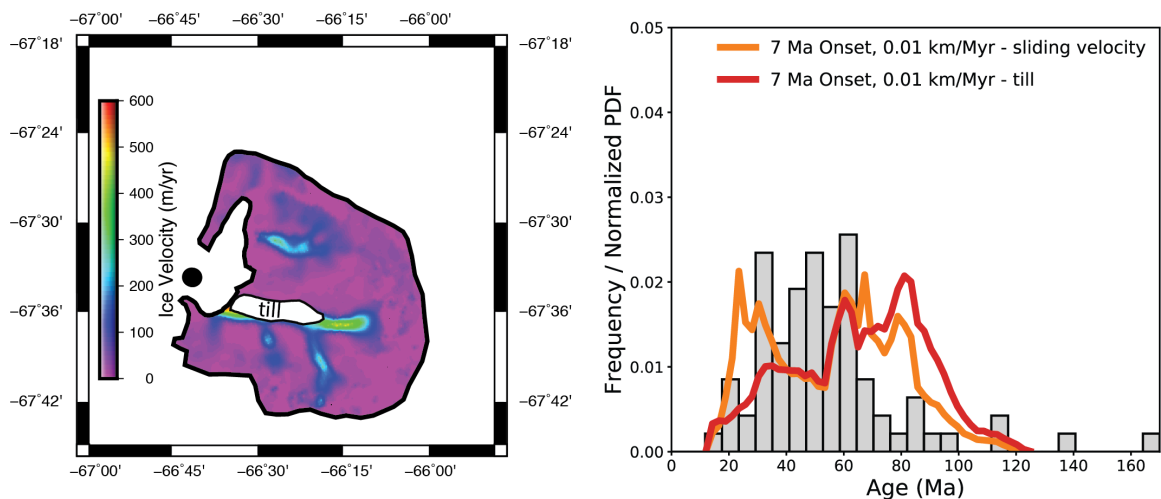 −67˚00' −66˚45' −66˚30' −66˚15' −66˚00'
−67˚18' −67˚18'
−67˚24' −67˚24'
−67˚30' −67˚30'
−67˚36' −67˚36'
−67˚42' −67˚42'
−67˚00' −66˚45' −66˚30' −66˚15' −66˚00'
600
500
400
300
200
100
0
Ice Velocity (m/yr)
till
0.05
0.04
0.03
0.02
0.01
0.00
Frequency / Normalized PDF
7 Ma Onset, 0.01 km/Myr - sliding velocity
7 Ma Onset, 0.01 km/Myr - till
0 20 40 60 80 100 120 140 160
Age (Ma)